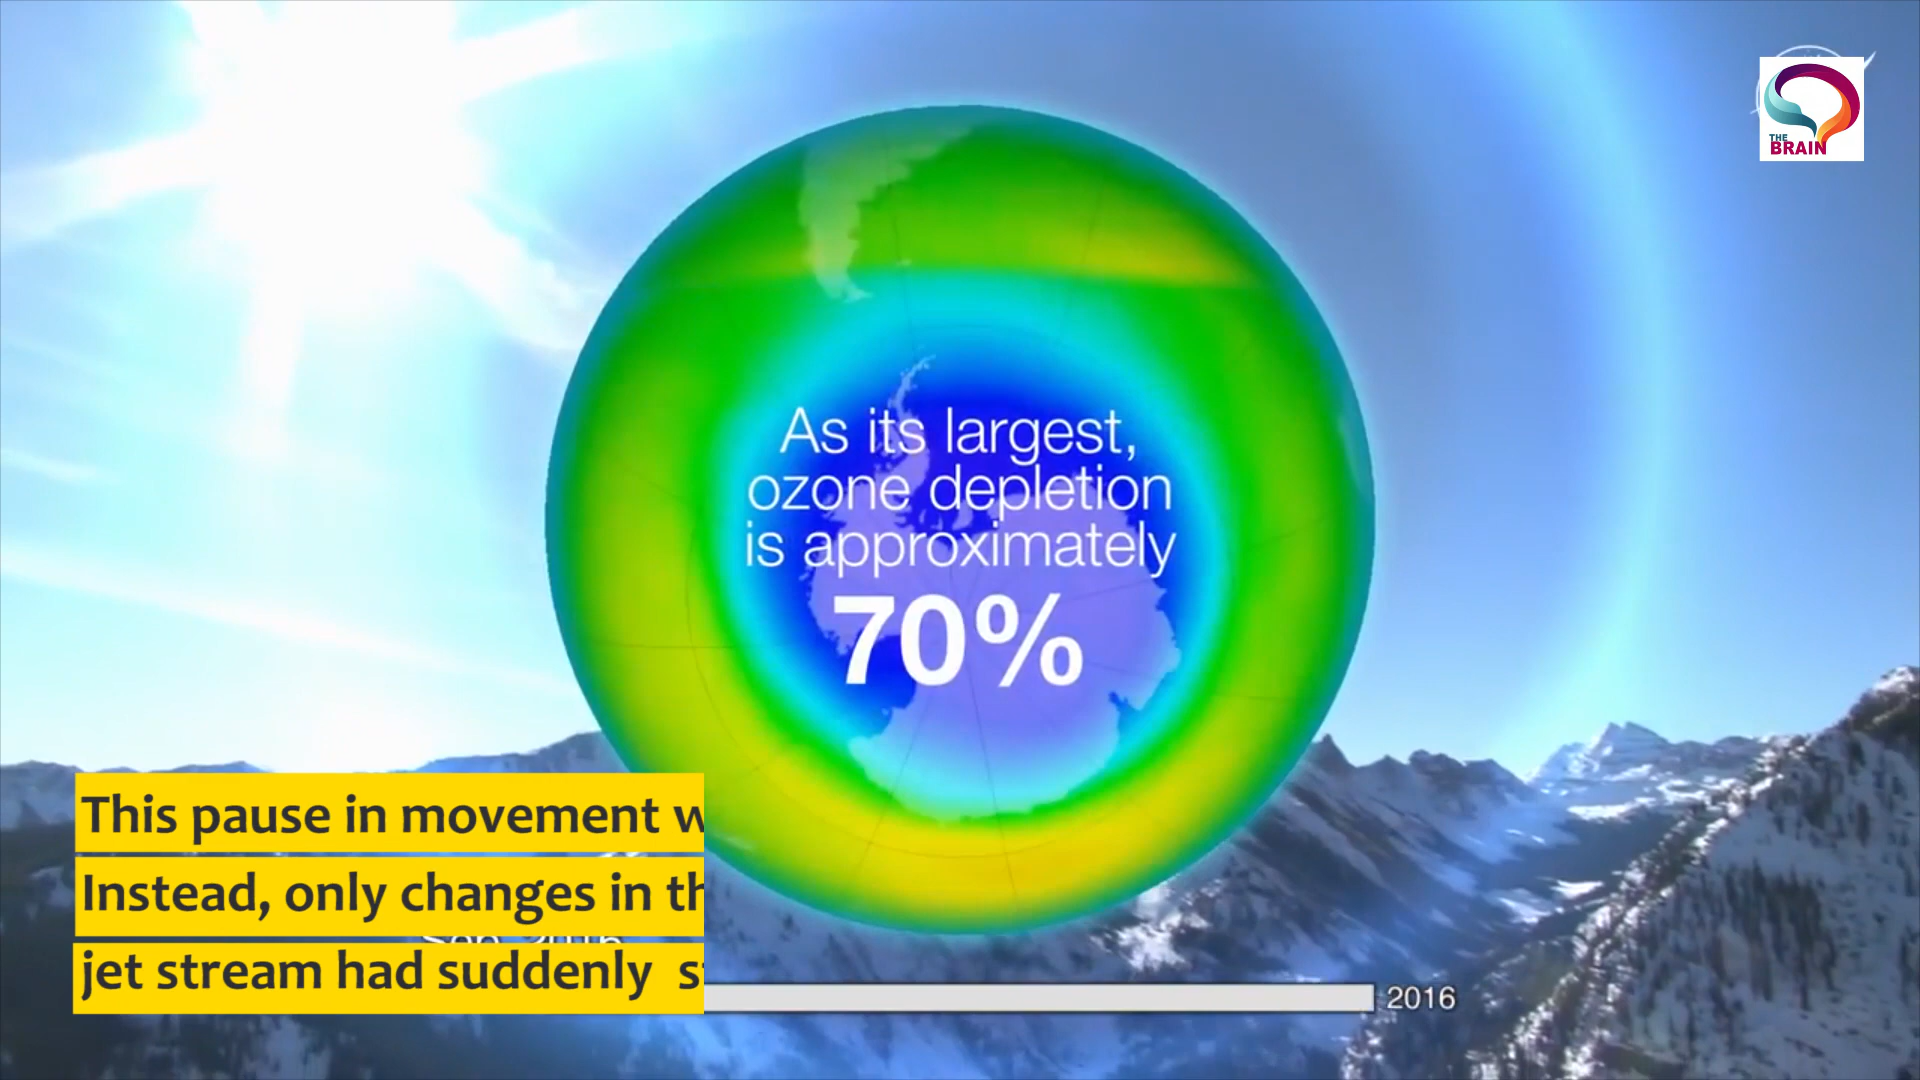 THE
BRAIN
As its largest,
ozone depletion
is approximately
70%
This pause in movement
Instead, only changes in
jet stream had suddenly
2016